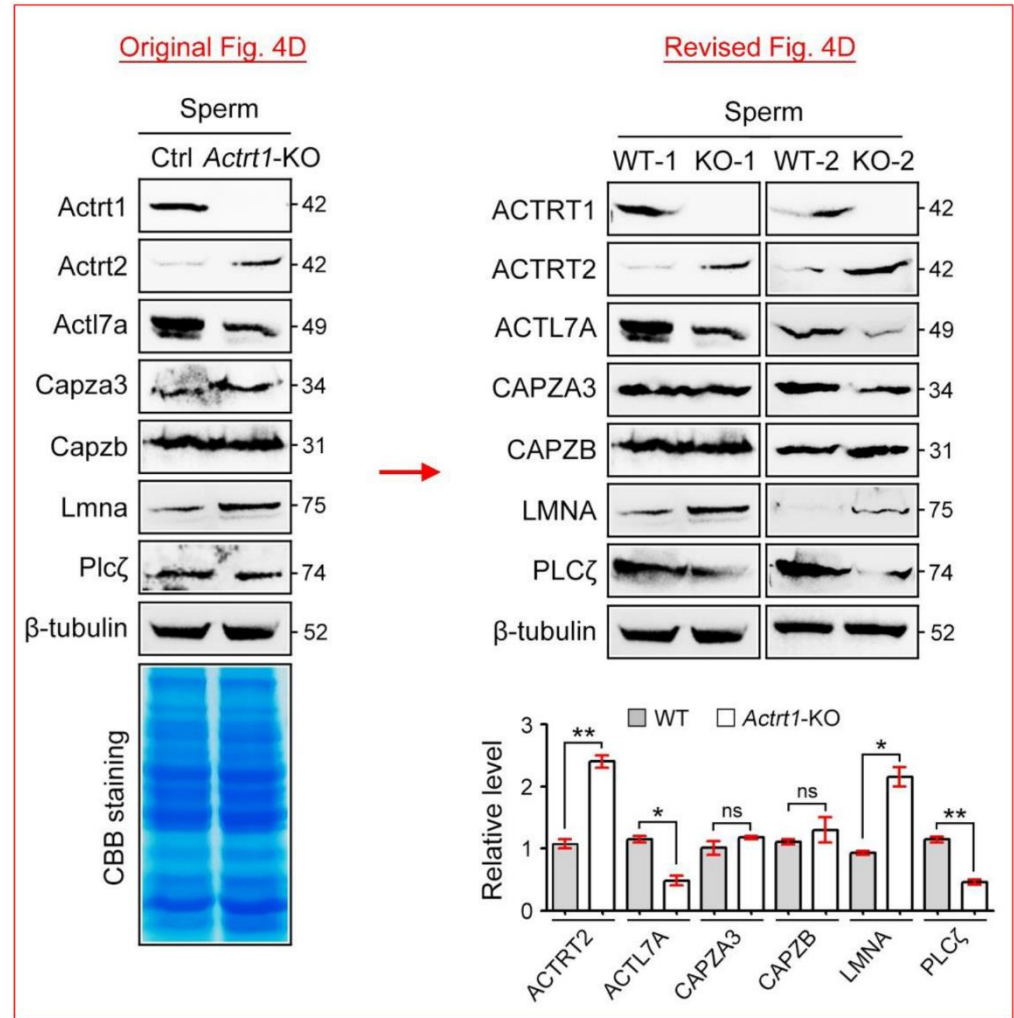 Original Fig. 4D
Sperm
Ctrl Actrt1-KO
Actrt1 -42
Actrt2 -42
Actl7a -49
Capza3 -34
Capzb -31
Lmna -75
Plcζ -74
β-tubulin -52
CBB staining
Revised Fig. 4D
Sperm
WT-1 KO-1 WT-2 KO-2
ACTRT1 -42
ACTRT2 -42
ACTL7A -49
CAPZA3 -34
CAPZB -31
LMNA -75
PLCζ -74
β-tubulin -52
WT Actrt1-KO
Relative level
3
2
1
0
** * ns ns * **
ACTRT2 ACTL7A CAPZA3 CAPZB LMNA PLCζ